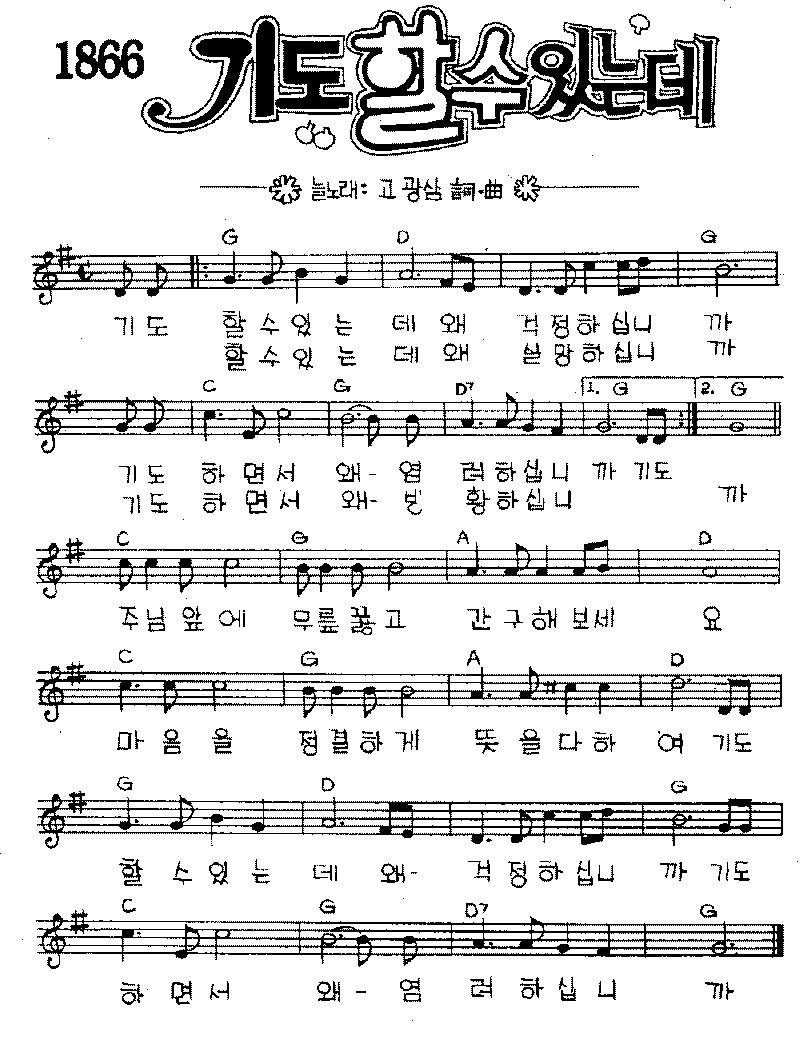 1866
기도할수있는데
늘노래: 고광삼 詞·曲
G D G
기도 할수있는 데왜 걱정하십니 까
할수있는 데왜 실망하십니 까
C G D7 1. G 2. G
기도 하면서 왜-염 려하십니 까기도
기도 하면서 왜-방 황하십니 까
C G A D
주님앞에 무릎꿇고 간구해보세 요
C G A D
마음을 정결하게 뜻을다하 여 기도
G D G
할수있는 데 왜- 걱정하십니 까 기도
C G D7 G
하면서 왜-염 려하십니 까